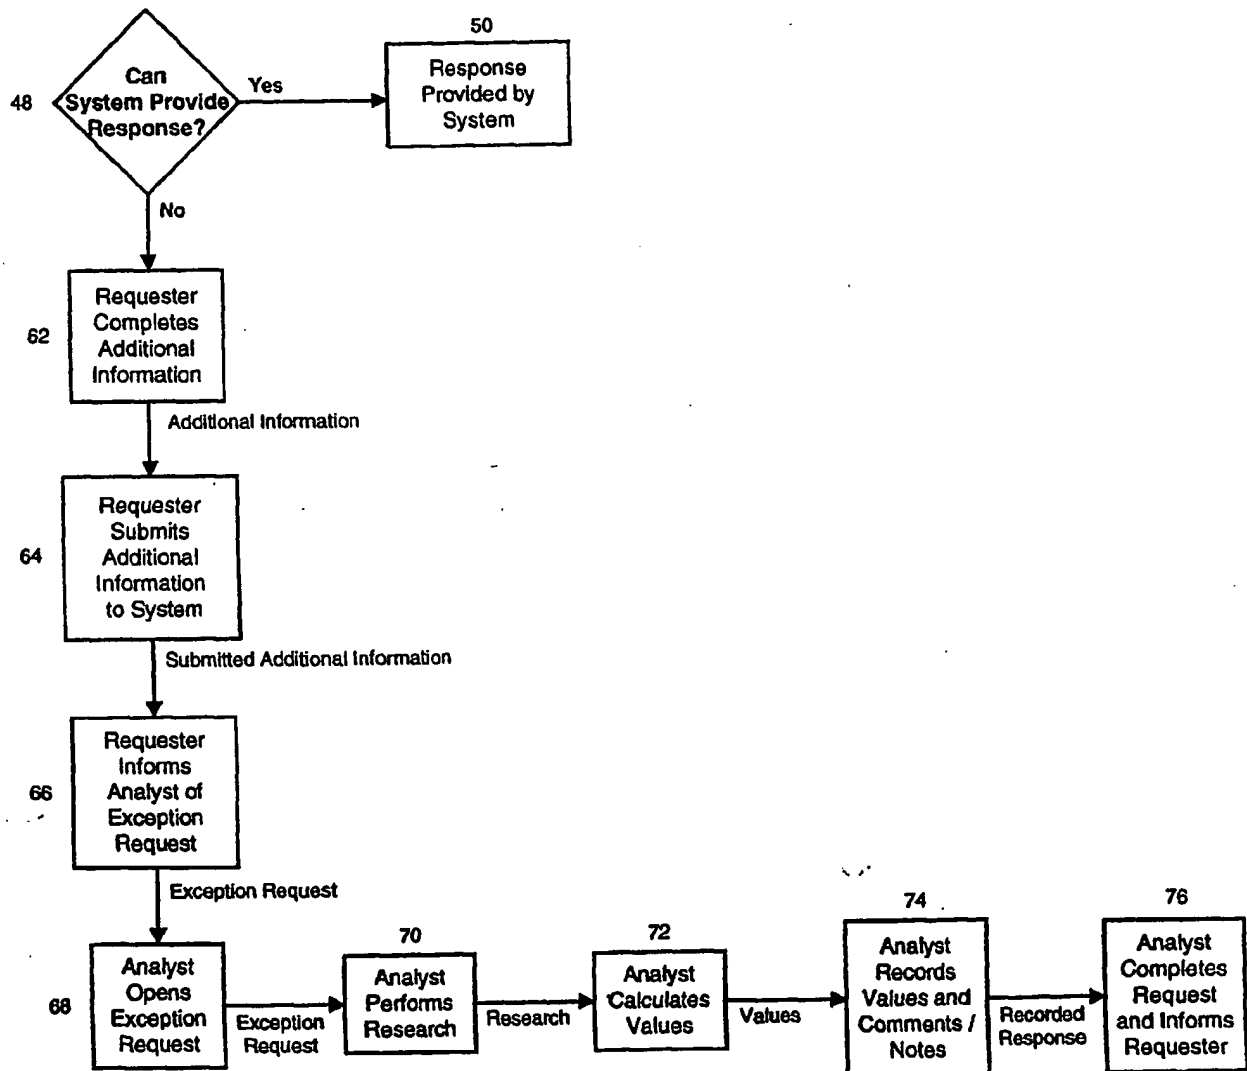 48
Can
System Provide
Response?
Yes
50
Response
Provided by
System
No
62
Requester
Completes
Additional
Information
Additional Information
64
Requester
Submits
Additional
Information
to System
Submitted Additional Information
66
Requester
Informs
Analyst of
Exception
Request
Exception Request
68
Analyst
Opens
Exception
Request
Exception
Request
70
Analyst
Performs
Research
Research
72
Analyst
Calculates
Values
Values
74
Analyst
Records
Values and
Comments /
Notes
Recorded
Response
76
Analyst
Completes
Request
and Informs
Requester